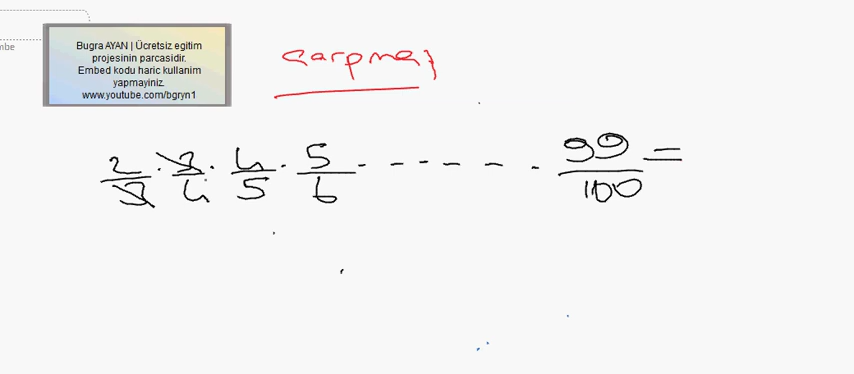 mbe
Bugra AYAN | Ücretsiz egitim
projesinin parcasidir.
Embed kodu haric kullanim
yapmayiniz.
www.youtube.com/bgryn1
2/3 . 3/4 . 4/5 . 5/6 . - - - - - - . 99/100 =